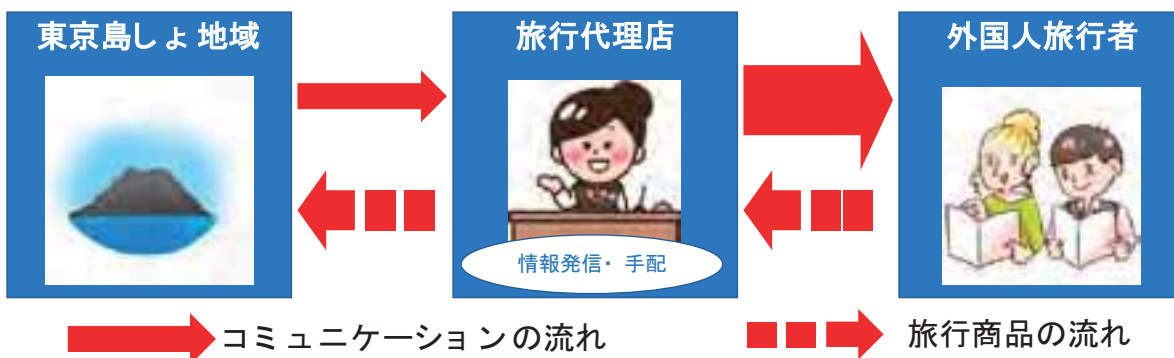 東京島しょ地域
旅行代理店
外国人旅行者
情報発信・手配
コミュニケーションの流れ
旅行商品の流れ